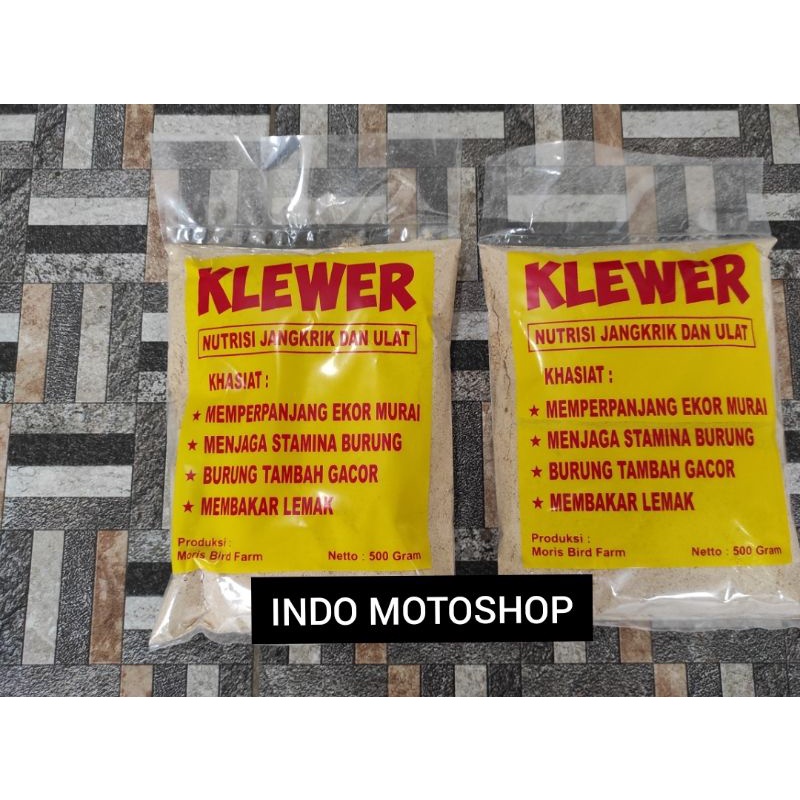 KLEWER
NUTRISI JANGKRIK DAN ULAT
KHASIAT :
★ MEMPERPANJANG EKOR MURAI
★ MENJAGA STAMINA BURUNG
★ BURUNG TAMBAH GACOR
★ MEMBAKAR LEMAK
Produksi :
Moris Bird Farm
Netto : 500 Gram
KLEWER
NUTRISI JANGKRIK DAN ULAT
KHASIAT :
★ MEMPERPANJANG EKOR MURAI
★ MENJAGA STAMINA BURUNG
★ BURUNG TAMBAH GACOR
★ MEMBAKAR LEMAK
Produksi :
Moris Bird Farm
Netto : 500 Gram
INDO MOTOSHOP